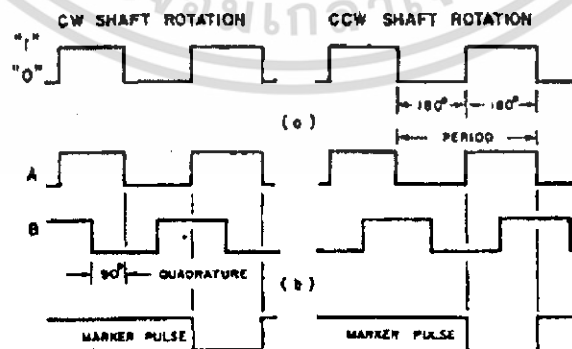 CW SHAFT ROTATION CCW SHAFT ROTATION
"1"
"0"
180° 180°
(a)
PERIOD
A
B
90° QUADRATURE
(b)
MARKER PULSE MARKER PULSE